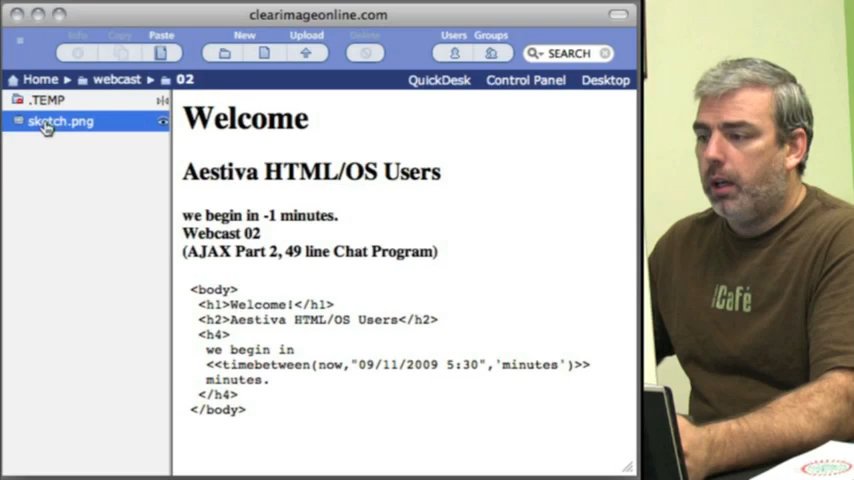 clearimageonline.com
Info Copy Paste New Upload Delete Users Groups
SEARCH
Home webcast 02 QuickDesk Control Panel Desktop
.TEMP
sketch.png
Welcome
Aestiva HTML/OS Users
we begin in -1 minutes.
Webcast 02
(AJAX Part 2, 49 line Chat Program)
<body>
<h1>Welcome!</h1>
<h2>Aestiva HTML/OS Users</h2>
<h4>
we begin in
<<timebetween(now,"09/11/2009 5:30",'minutes')>>
minutes.
</h4>
</body>
Café